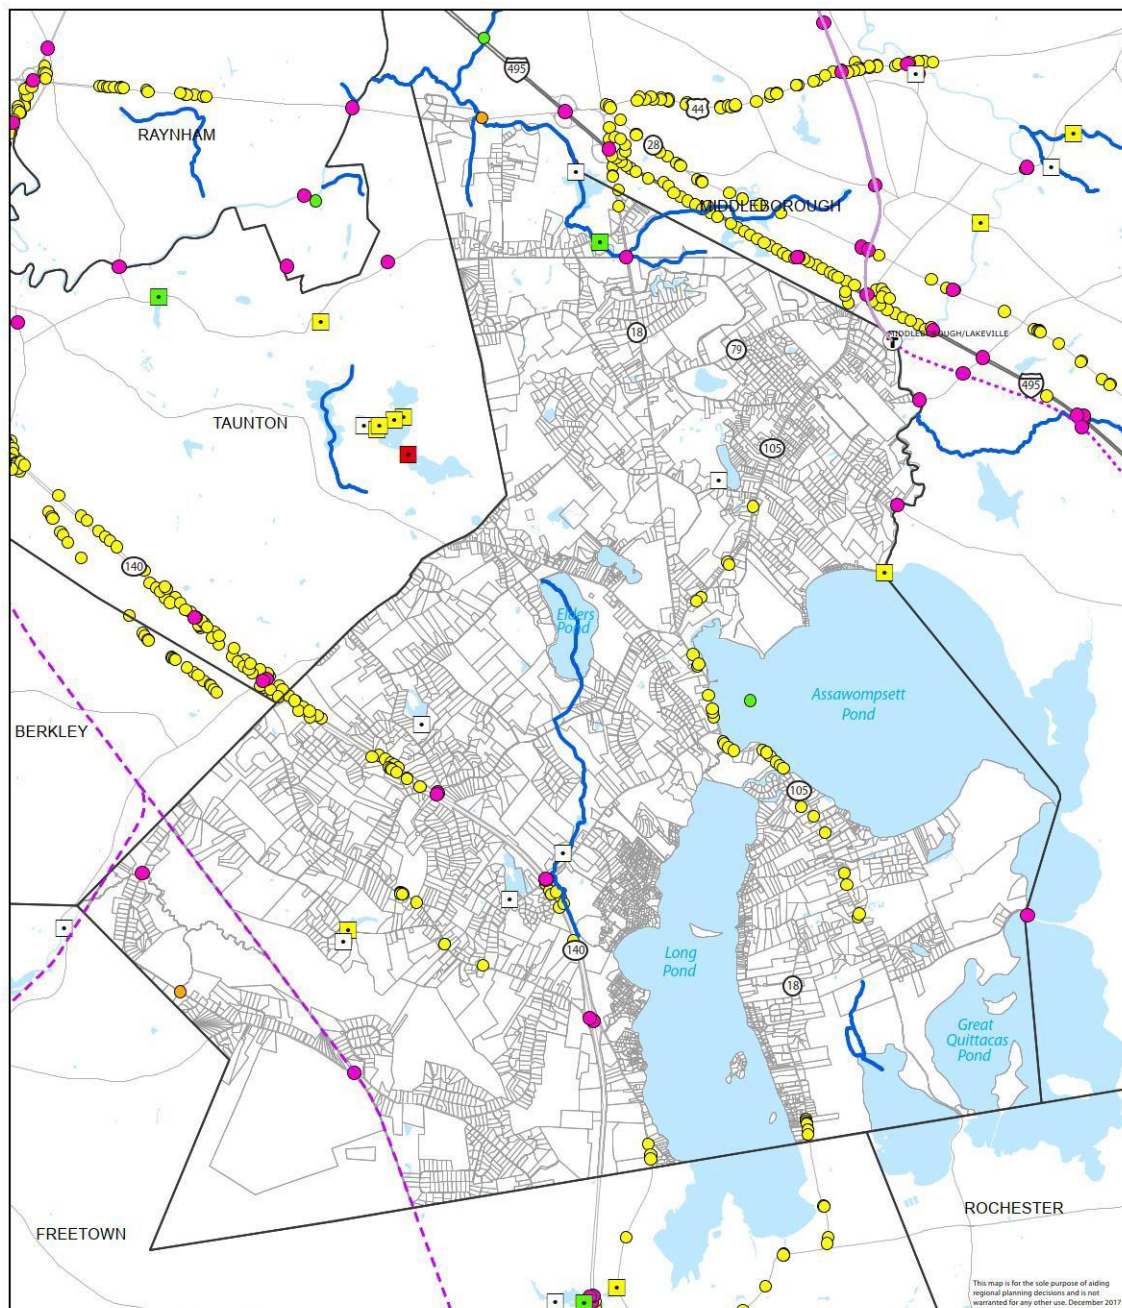 495
44
RAYNHAM
28
MIDDLEBOROUGH
18
MIDDLEBOROUGH/LAKEVILLE
T
79
495
TAUNTON
105
140
Elders
Pond
Assawompsett
Pond
BERKLEY
105
140
Long
Pond
18
Great
Quittacas
Pond
ROCHESTER
FREETOWN
This map is for the sole purpose of aiding
regional planning decisions and is not
warranted for any other use. December 2017